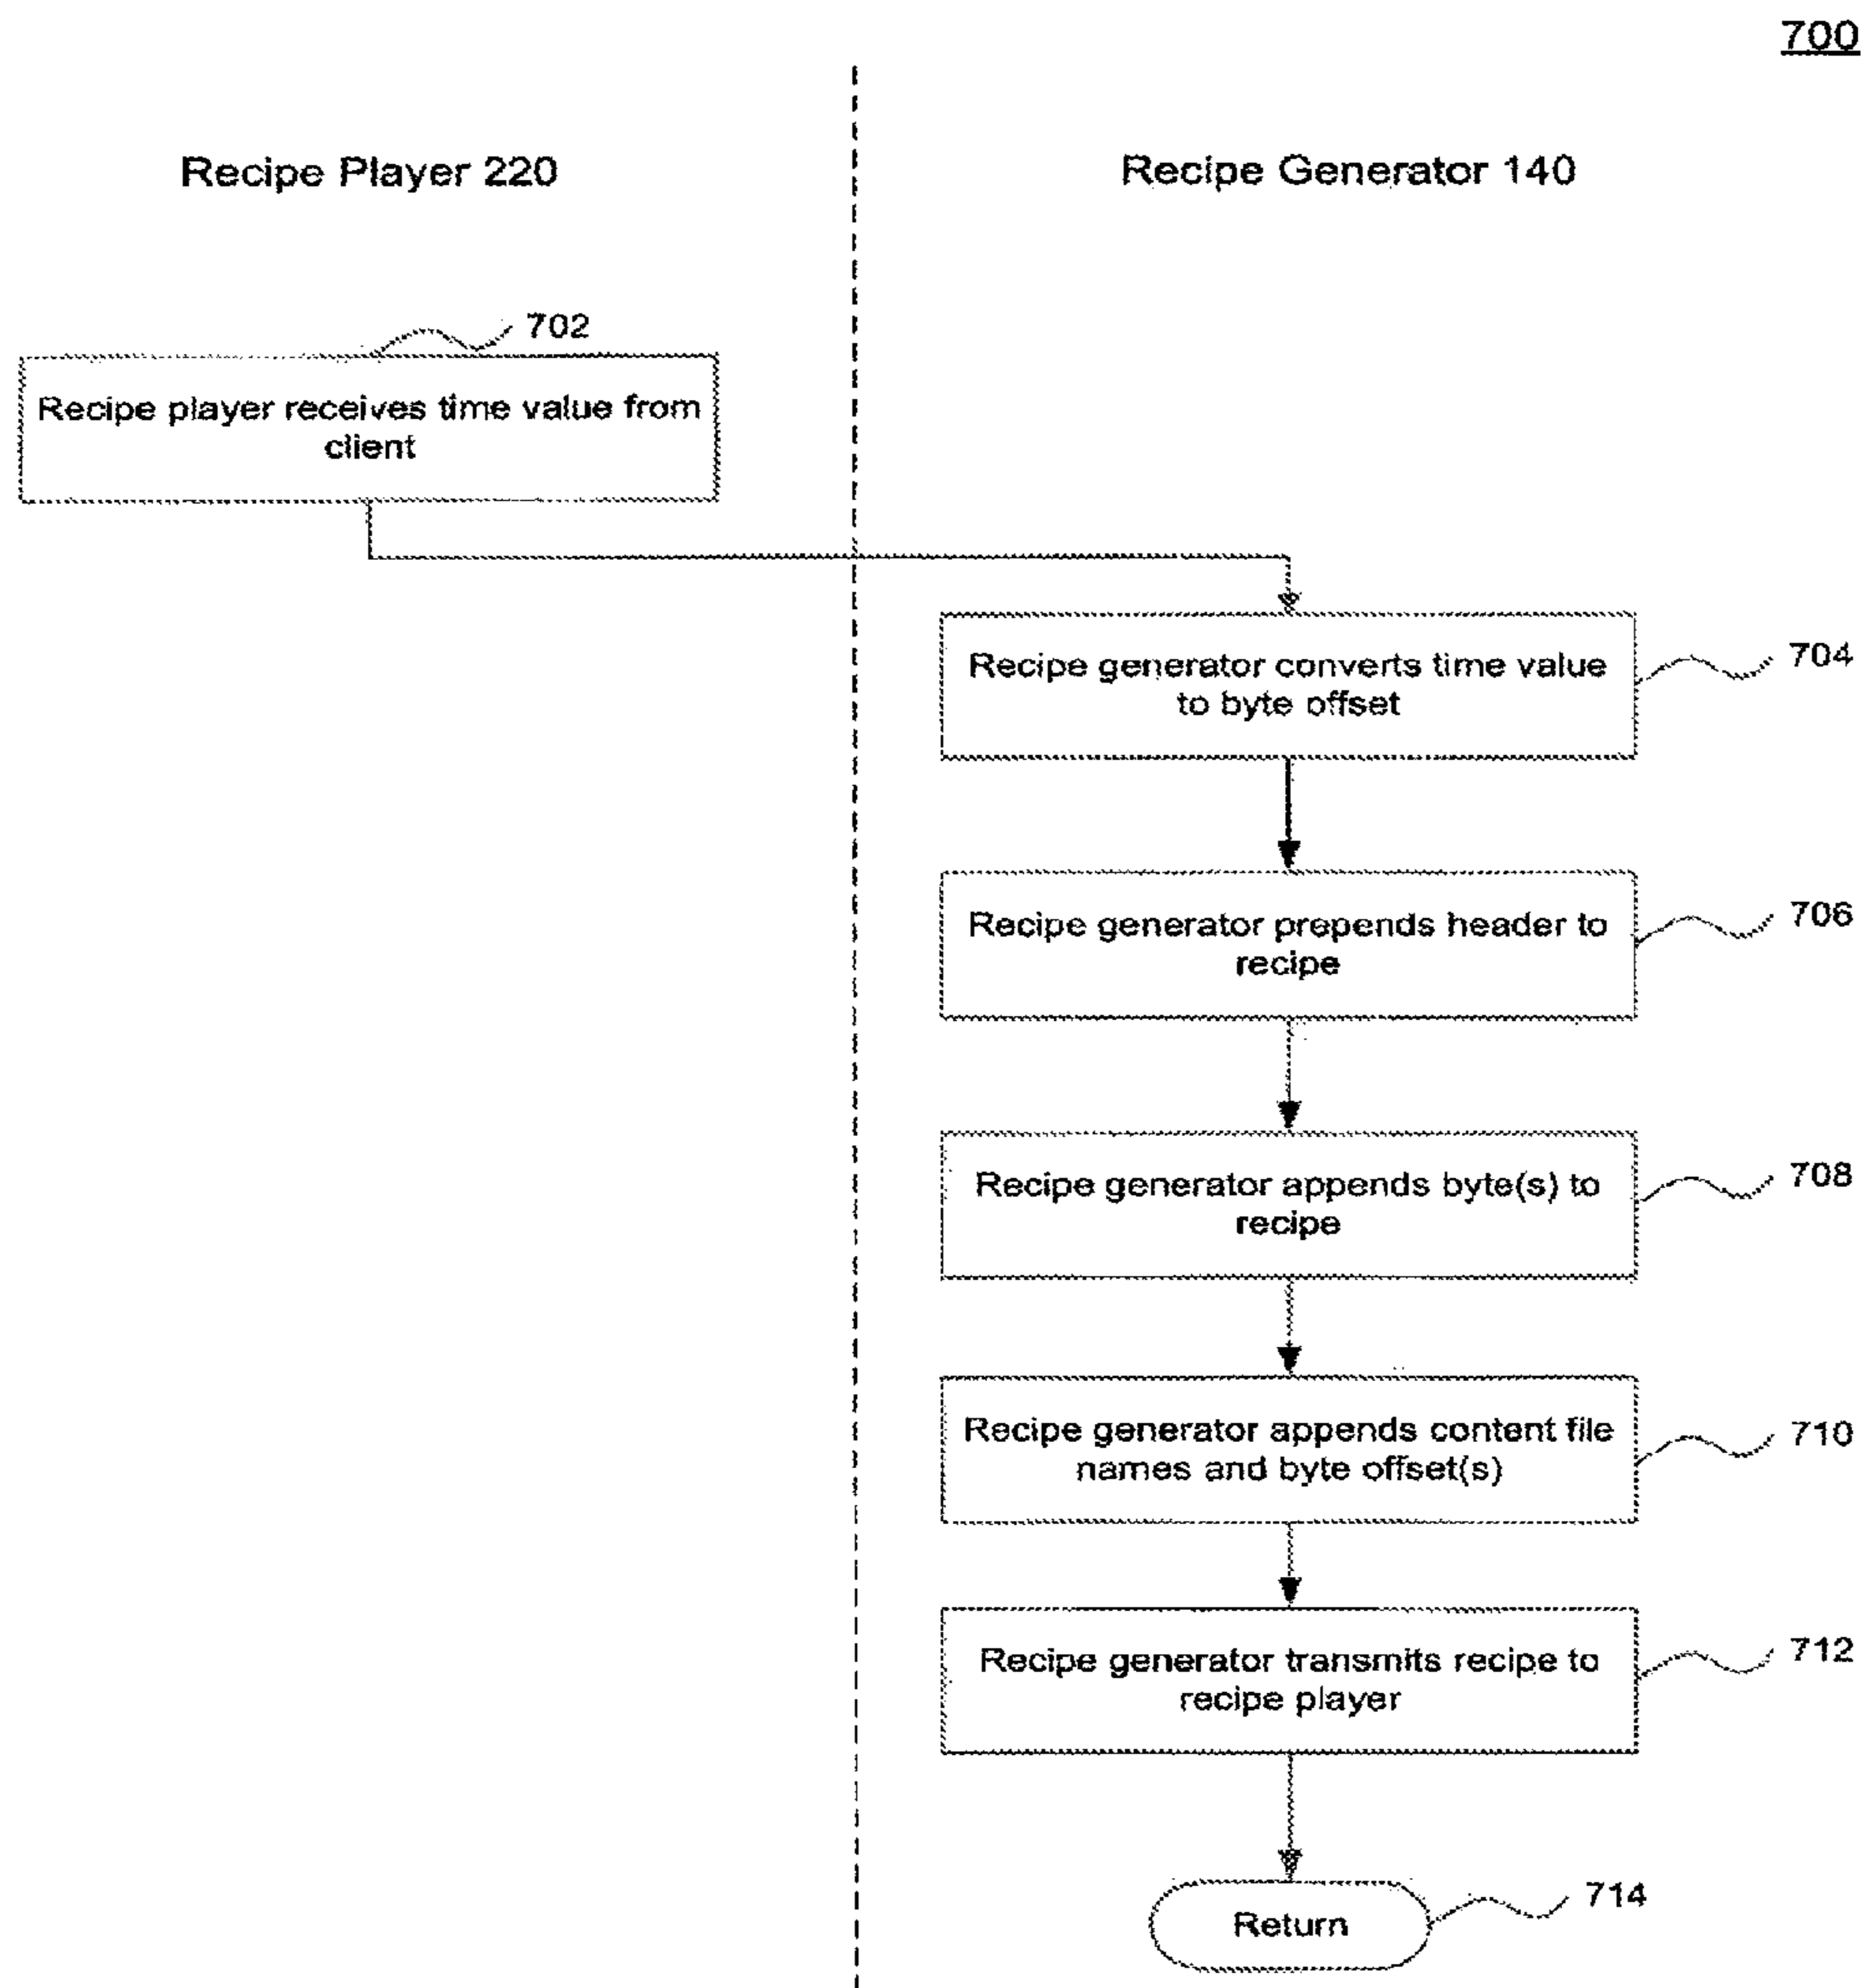 700
Recipe Player 220
Recipe Generator 140
702
Recipe player receives time value from
client
Recipe generator converts time value
to byte offset
704
Recipe generator prepends header to
recipe
706
Recipe generator appends byte(s) to
recipe
708
Recipe generator appends content file
names and byte offset(s)
710
Recipe generator transmits recipe to
recipe player
712
Return
714